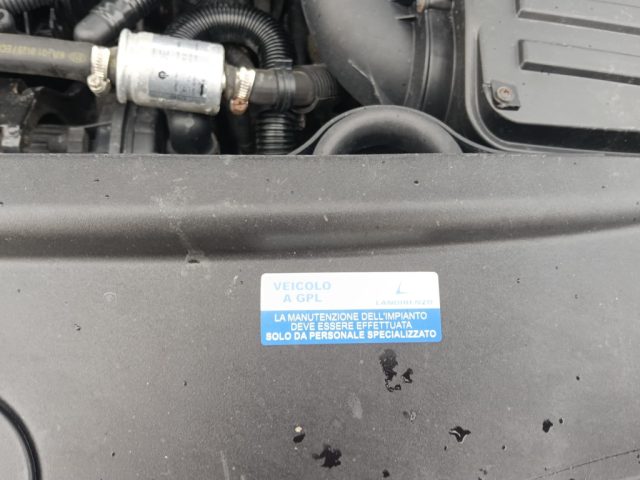 VEICOLO
A GPL
LANDIRENZO
LA MANUTENZIONE DELL'IMPIANTO
DEVE ESSERE EFFETTUATA
SOLO DA PERSONALE SPECIALIZZATO